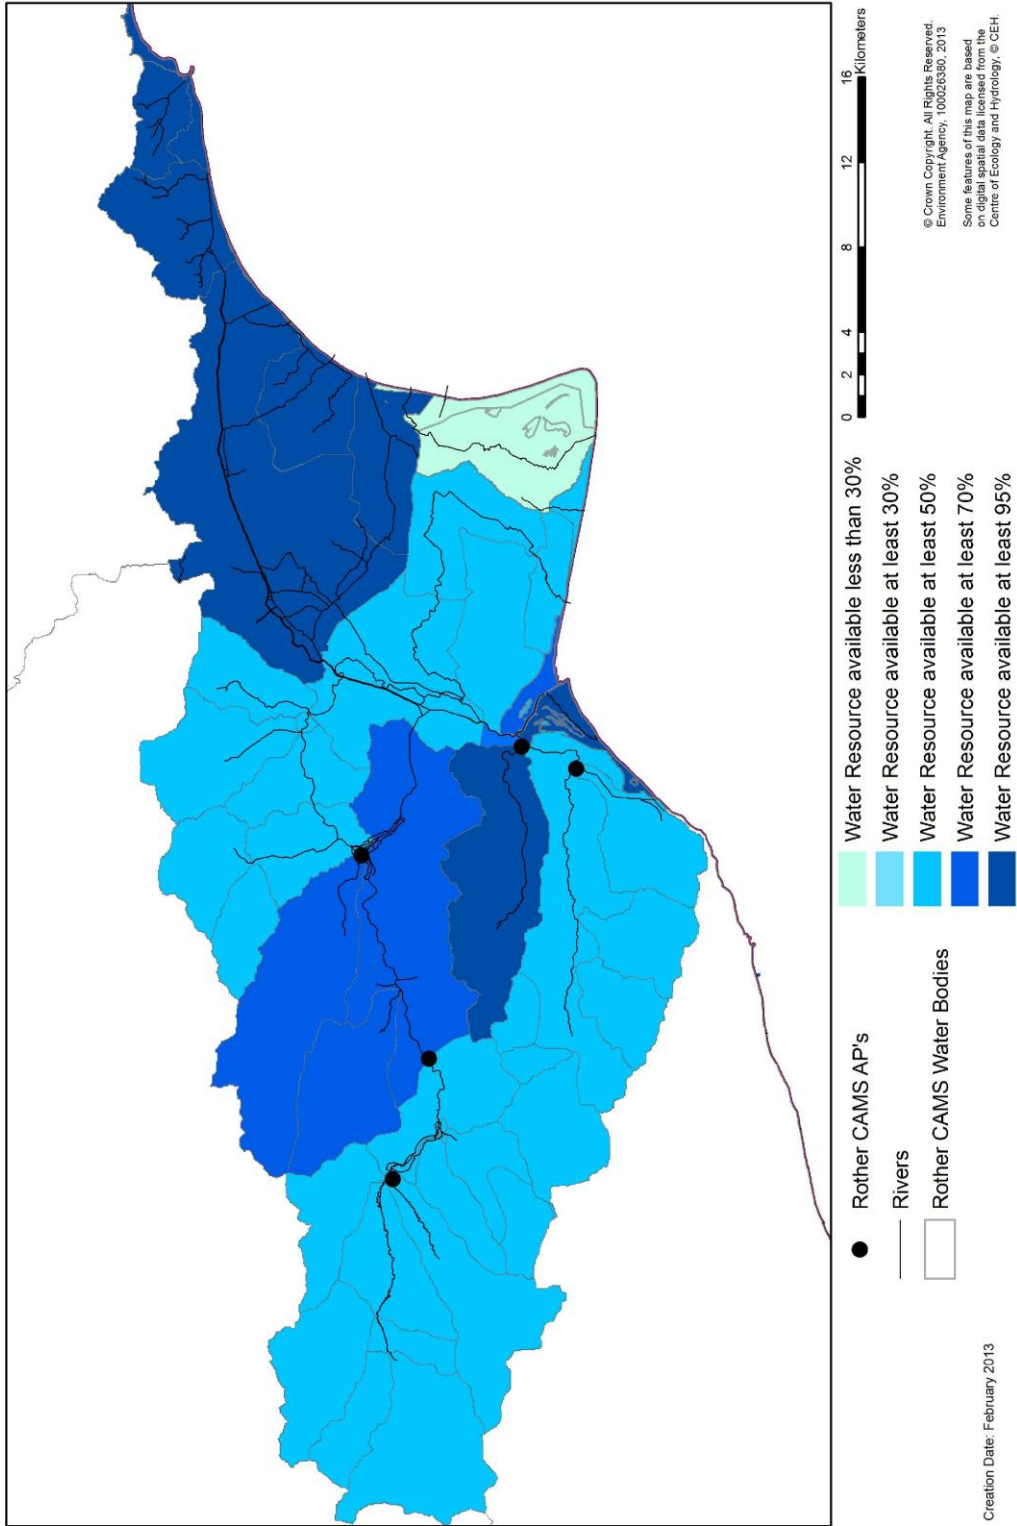 Rother CAMS AP's
Rivers
Rother CAMS Water Bodies
Water Resource available less than 30%
Water Resource available at least 30%
Water Resource available at least 50%
Water Resource available at least 70%
Water Resource available at least 95%
0 2 4 8 12 16
Kilometers
© Crown Copyright. All Rights Reserved.
Environment Agency, 100026380, 2013
Some features of this map are based
on digital spatial data licensed from the
Centre of Ecology and Hydrology, © CEH.
Creation Date: February 2013